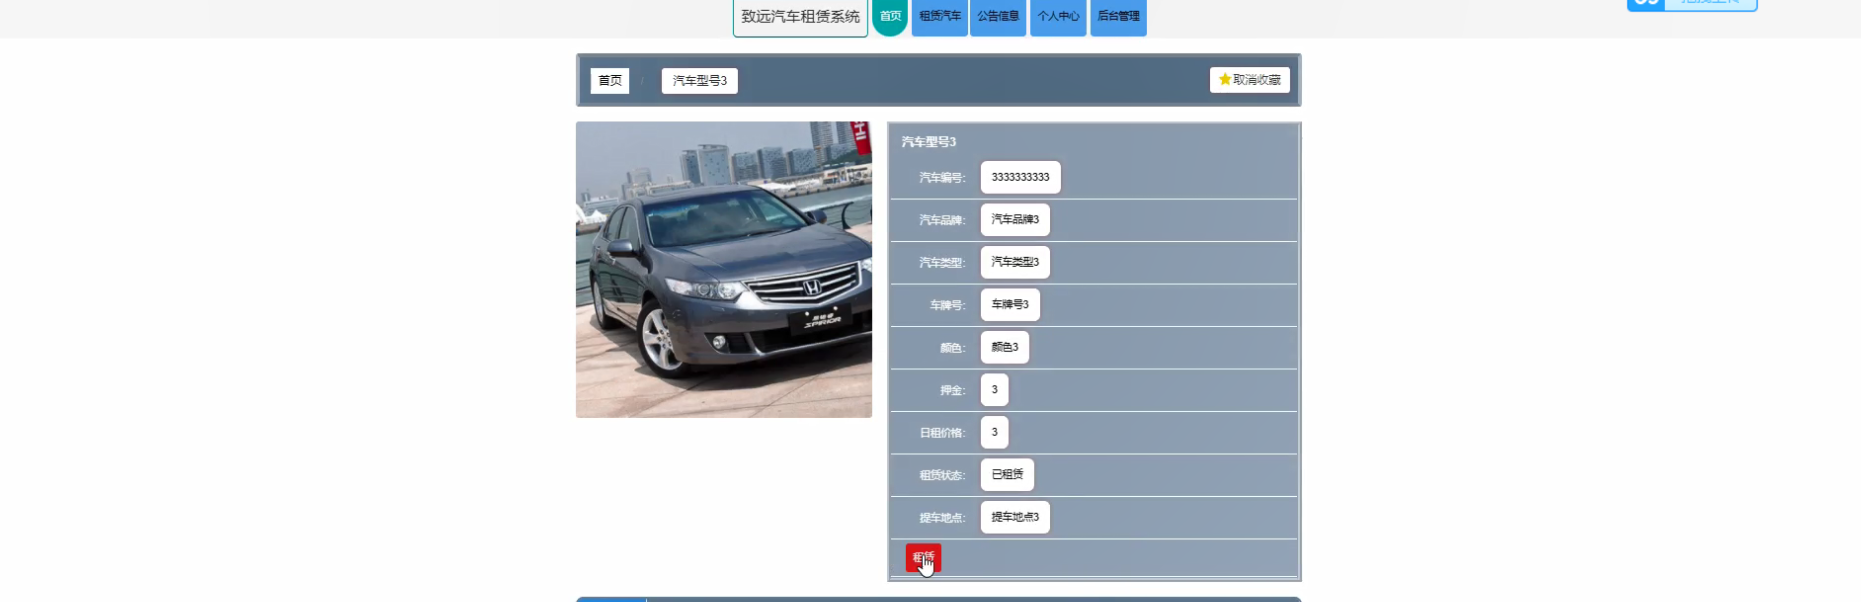 致远汽车租赁系统 首页 租赁汽车 公告信息 个人中心 后台管理
首页 汽车型号3 取消收藏
汽车型号3
汽车编号: 3333333333
汽车品牌: 汽车品牌3
汽车类型: 汽车类型3
车牌号: 车牌号3
颜色: 颜色3
押金: 3
日租价格: 3
租赁状态: 已租赁
提车地点: 提车地点3
租赁
SPIRIOR